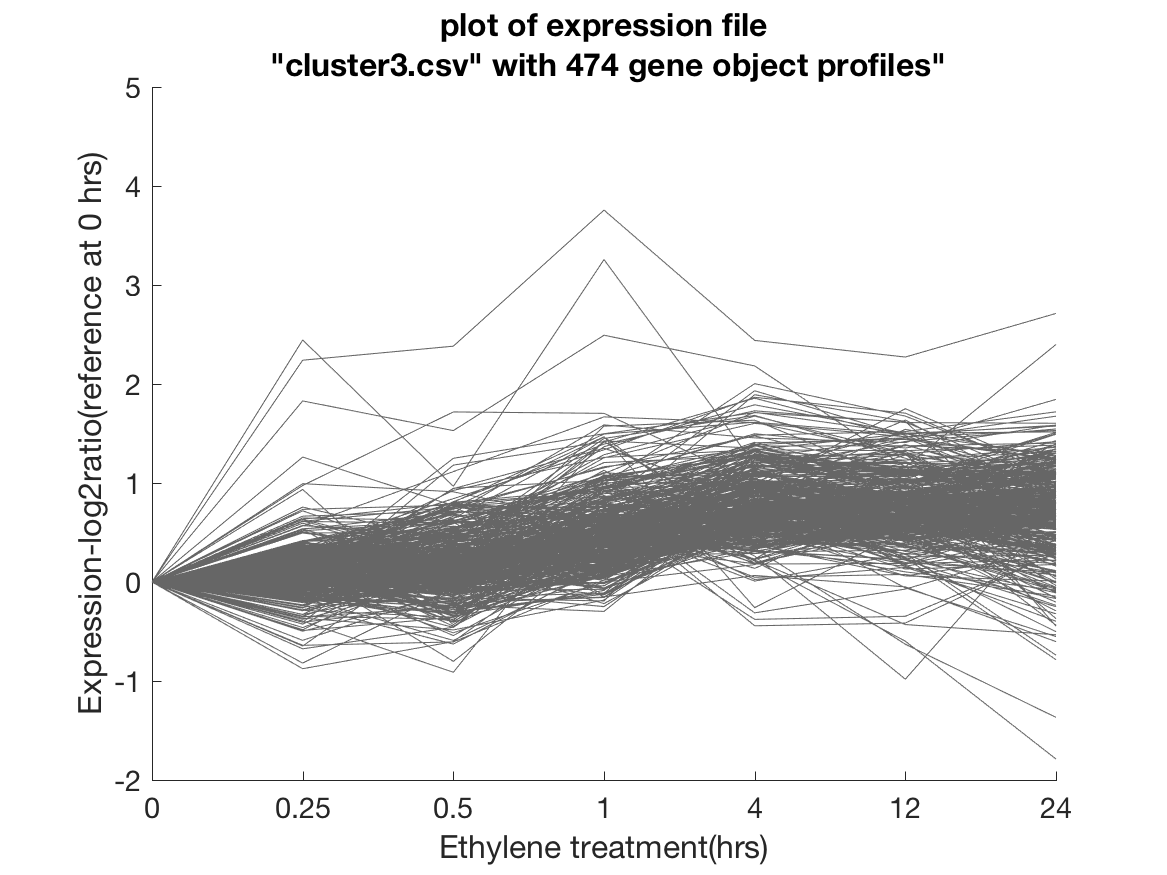 plot of expression file
"cluster3.csv" with 474 gene object profiles"
Expression-log2ratio(reference at 0 hrs)
5
4
3
2
1
0
-1
-2
0 0.25 0.5 1 4 12 24
Ethylene treatment(hrs)